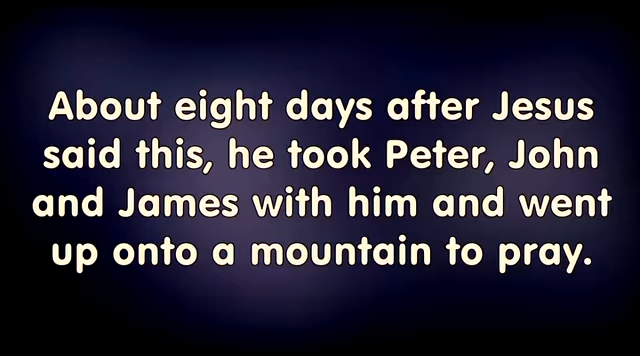 About eight days after Jesus
said this, he took Peter, John
and James with him and went
up onto a mountain to pray.